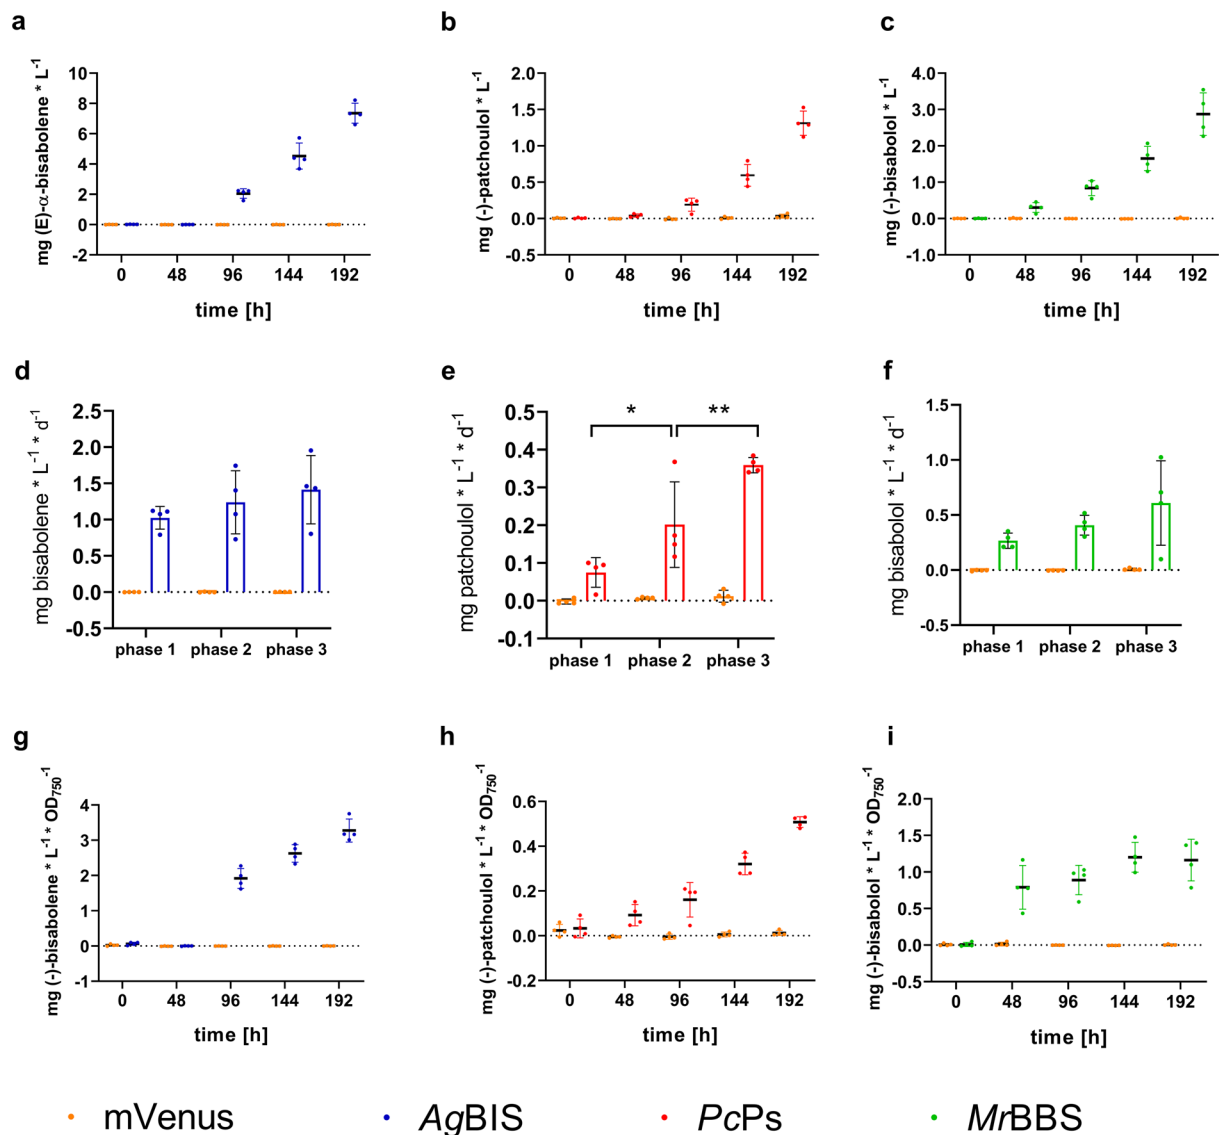 a
mg (E)-α-bisabolene * L⁻¹
10
8
6
4
2
0
-2
0 48 96 144 192
time [h]
b
mg (-)-patchoulol * L⁻¹
2.0
1.5
1.0
0.5
0.0
-0.5
0 48 96 144 192
time [h]
c
mg (-)-bisabolol * L⁻¹
4.0
3.0
2.0
1.0
0.0
-1.0
0 48 96 144 192
time [h]
d
mg bisabolene * L⁻¹ * d⁻¹
2.5
2.0
1.5
1.0
0.5
0.0
-0.5
phase 1 phase 2 phase 3
e
mg patchoulol * L⁻¹ * d⁻¹
0.5
0.4
0.3
0.2
0.1
0.0
-0.1
* **
phase 1 phase 2 phase 3
f
mg bisabolol * L⁻¹ * d⁻¹
1.5
1.0
0.5
0.0
-0.5
phase 1 phase 2 phase 3
g
mg (-)-bisabolene * L⁻¹ * OD₇₅₀⁻¹
4
3
2
1
0
-1
0 48 96 144 192
time [h]
h
mg (-)-patchoulol * L⁻¹ * OD₇₅₀⁻¹
0.6
0.4
0.2
0.0
-0.2
0 48 96 144 192
time [h]
i
mg (-)-bisabolol * L⁻¹ * OD₇₅₀⁻¹
2.0
1.5
1.0
0.5
0.0
-0.5
0 48 96 144 192
time [h]
mVenus AgBIS PcPs MrBBS